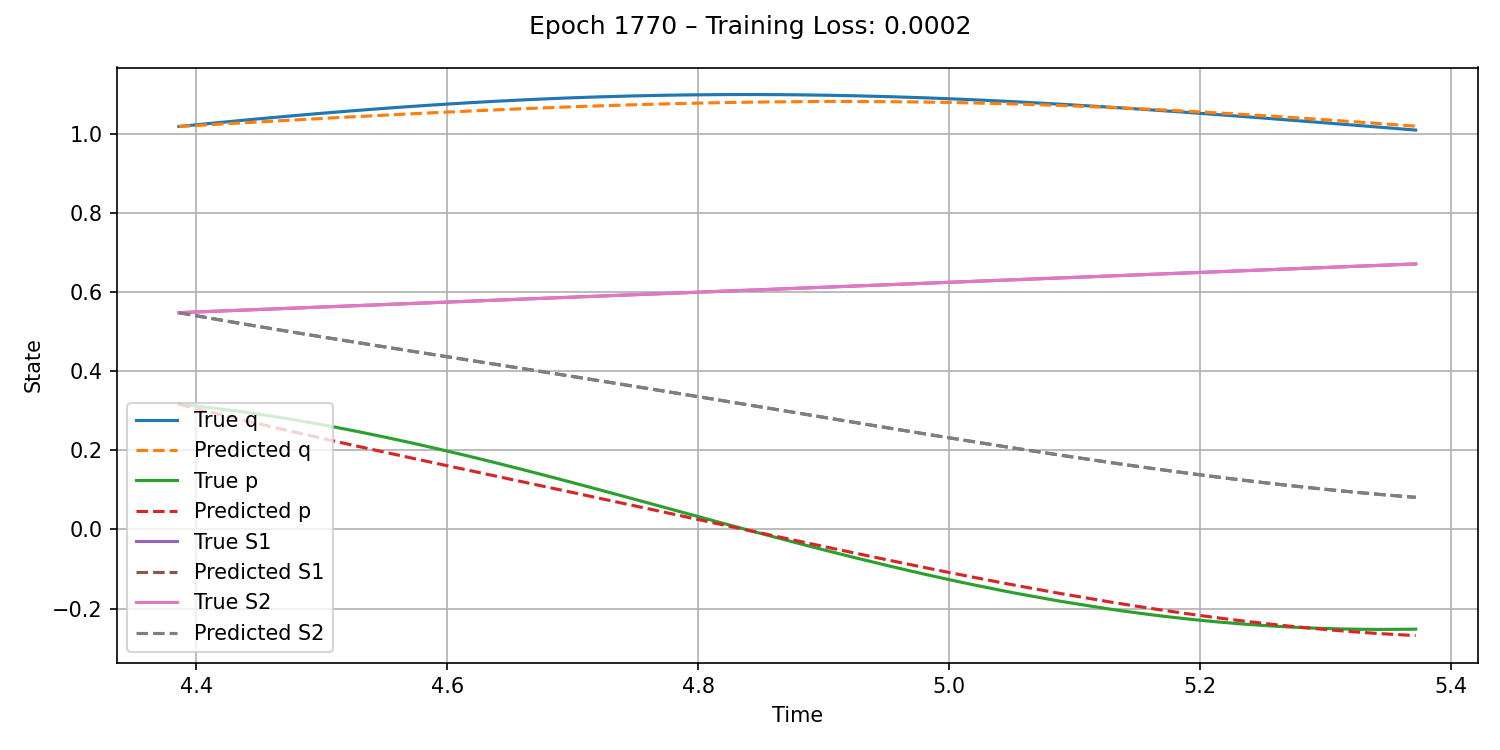 Epoch 1770 – Training Loss: 0.0002
1.0
0.8
0.6
0.4
0.2
0.0
−0.2
State
True q
Predicted q
True p
Predicted p
True S1
Predicted S1
True S2
Predicted S2
4.4 4.6 4.8 5.0 5.2 5.4
Time